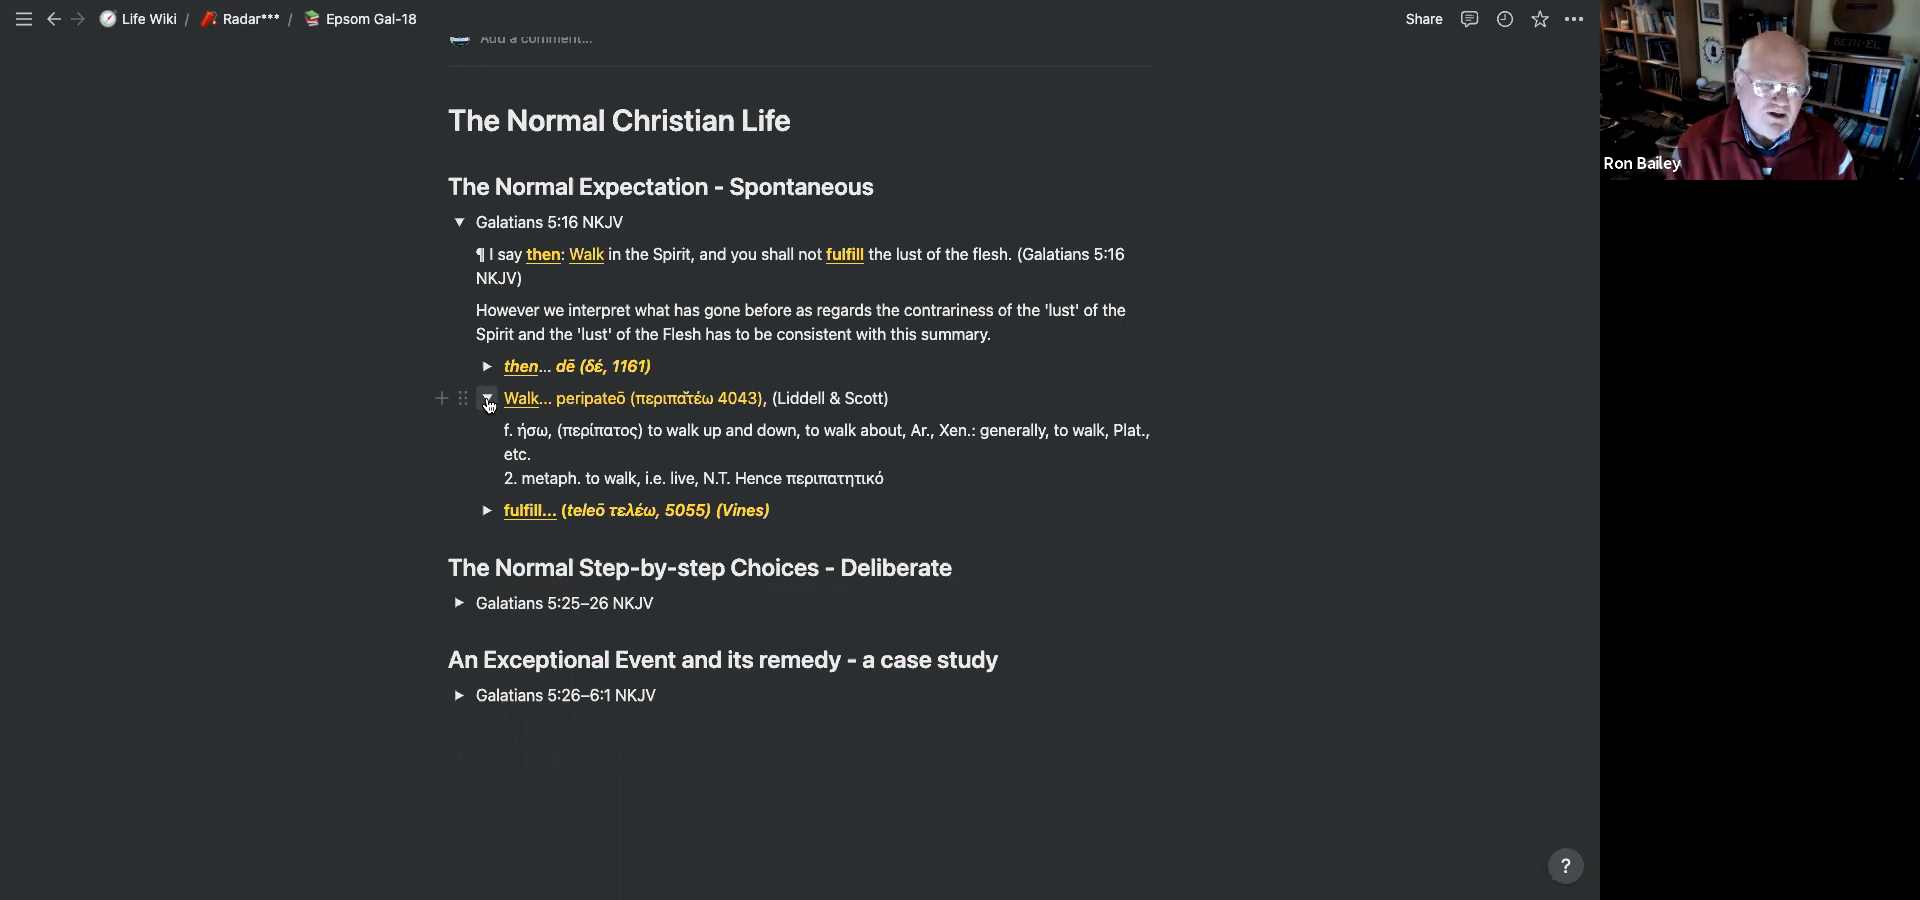 Life Wiki / Radar*** / Epsom Gal-18
Share
Add a comment...
BETH-EL
Ron Bailey
The Normal Christian Life
The Normal Expectation - Spontaneous
Galatians 5:16 NKJV
¶ I say then: Walk in the Spirit, and you shall not fulfill the lust of the flesh. (Galatians 5:16
NKJV)
However we interpret what has gone before as regards the contrariness of the 'lust' of the
Spirit and the 'lust' of the Flesh has to be consistent with this summary.
then... dē (δέ, 1161)
Walk... peripateō (περιπᾰτέω 4043), (Liddell & Scott)
f. ήσω, (περίπατος) to walk up and down, to walk about, Ar., Xen.: generally, to walk, Plat.,
etc.
2. metaph. to walk, i.e. live, N.T. Hence περιπατητικό
fulfill... (teleō τελέω, 5055) (Vines)
The Normal Step-by-step Choices - Deliberate
Galatians 5:25–26 NKJV
An Exceptional Event and its remedy - a case study
Galatians 5:26–6:1 NKJV
?